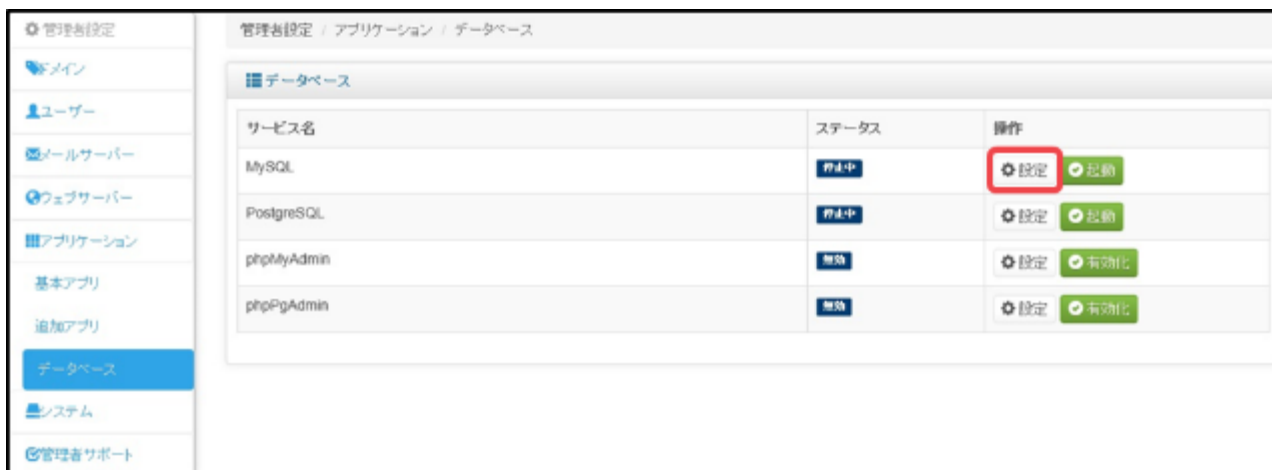 管理者設定
ドメイン
ユーザー
メールサーバー
ウェブサーバー
アプリケーション
基本アプリ
追加アプリ
データベース
システム
管理者サポート
管理者設定 / アプリケーション / データベース
データベース
サービス名 ステータス 操作
MySQL 停止中 設定 起動
PostgreSQL 停止中 設定 起動
phpMyAdmin 無効 設定 有効化
phpPgAdmin 無効 設定 有効化